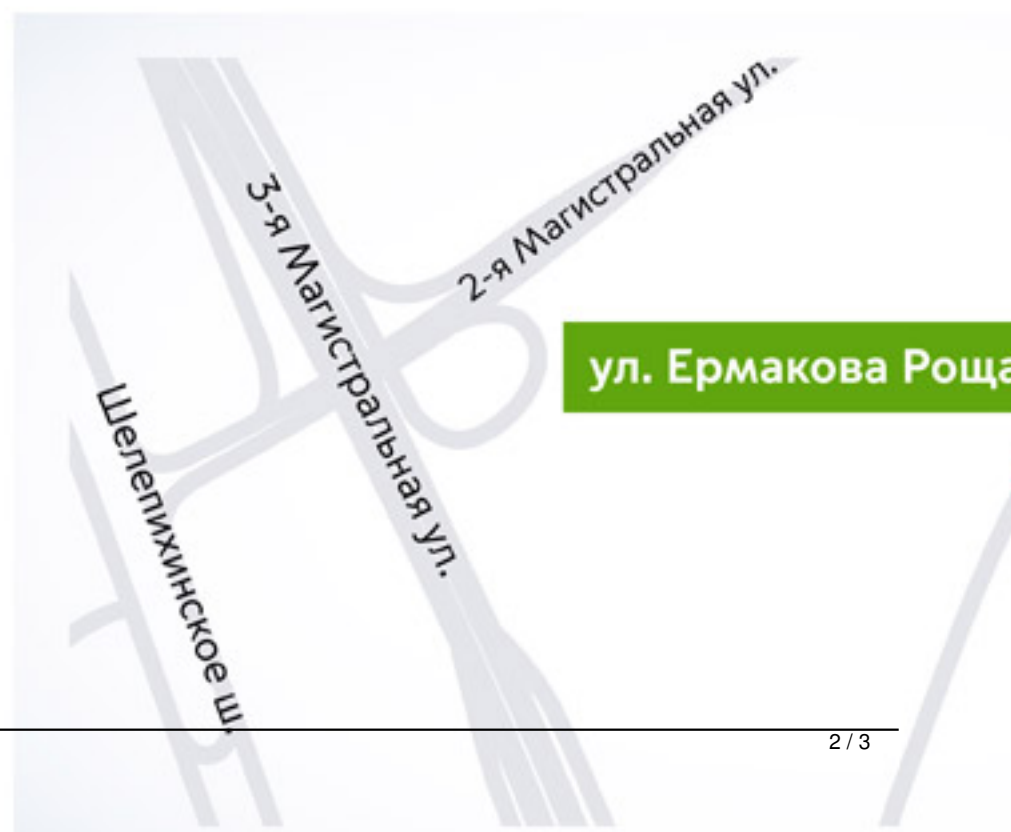 2-я Магистральная ул.
3-я Магистральная ул.
ул. Ермакова Роща
Шелепихинское ш.
2 / 3